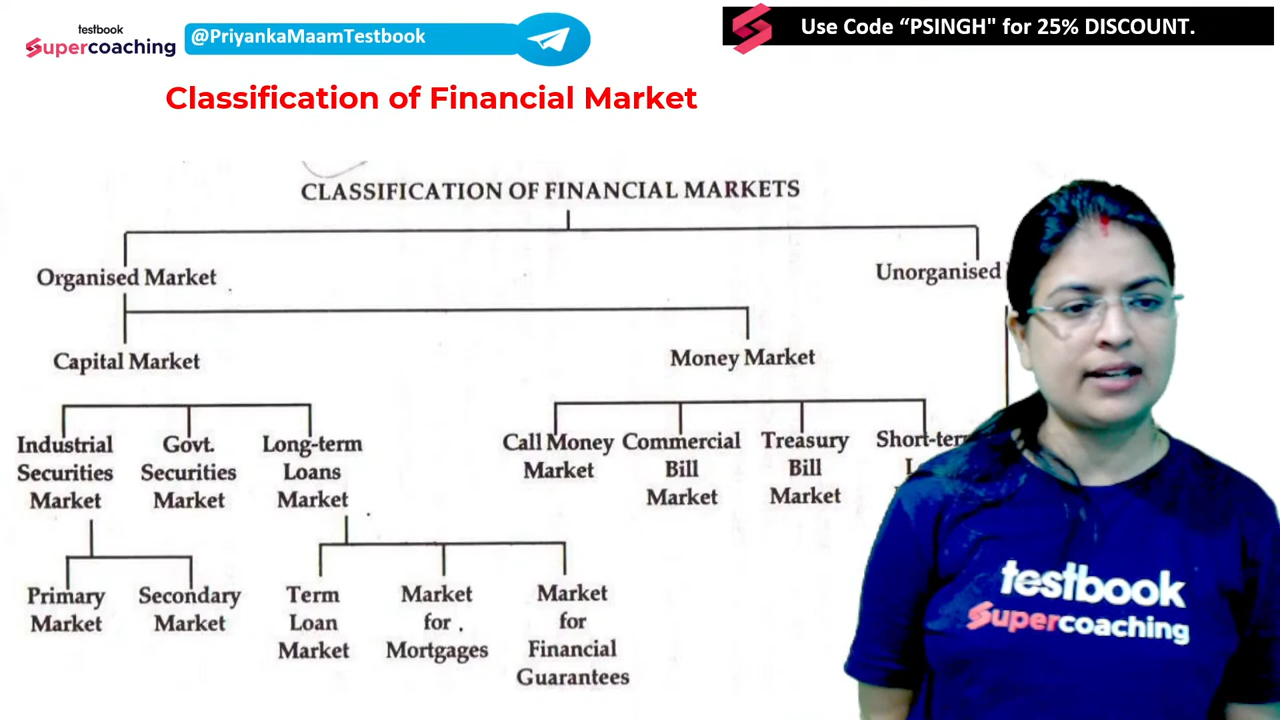 testbook
Supercoaching
@PriyankaMaamTestbook
Use Code “PSINGH" for 25% DISCOUNT.
Classification of Financial Market
CLASSIFICATION OF FINANCIAL MARKETS
Organised Market
Unorganised
Capital Market
Money Market
Industrial
Securities
Market
Govt.
Securities
Market
Long-term
Loans
Market
Call Money
Market
Commercial
Bill
Market
Treasury
Bill
Market
Primary
Market
Secondary
Market
Term
Loan
Market
Market
for
Mortgages
Market
for
Financial
Guarantees
testbook
Supercoaching